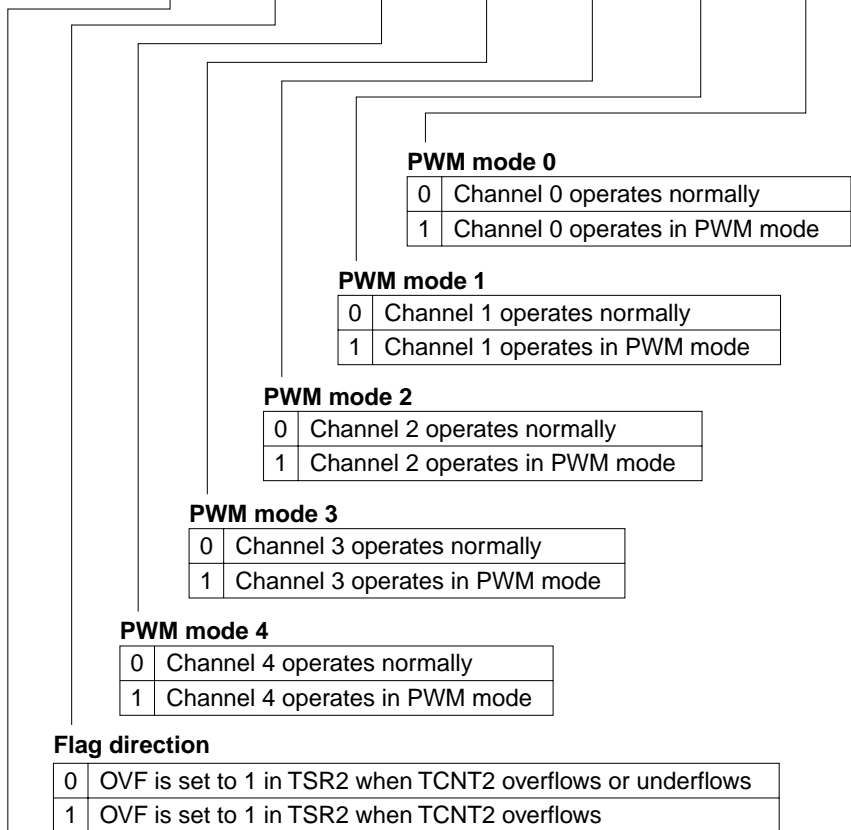 PWM mode 0
0 Channel 0 operates normally
1 Channel 0 operates in PWM mode
PWM mode 1
0 Channel 1 operates normally
1 Channel 1 operates in PWM mode
PWM mode 2
0 Channel 2 operates normally
1 Channel 2 operates in PWM mode
PWM mode 3
0 Channel 3 operates normally
1 Channel 3 operates in PWM mode
PWM mode 4
0 Channel 4 operates normally
1 Channel 4 operates in PWM mode
Flag direction
0 OVF is set to 1 in TSR2 when TCNT2 overflows or underflows
1 OVF is set to 1 in TSR2 when TCNT2 overflows